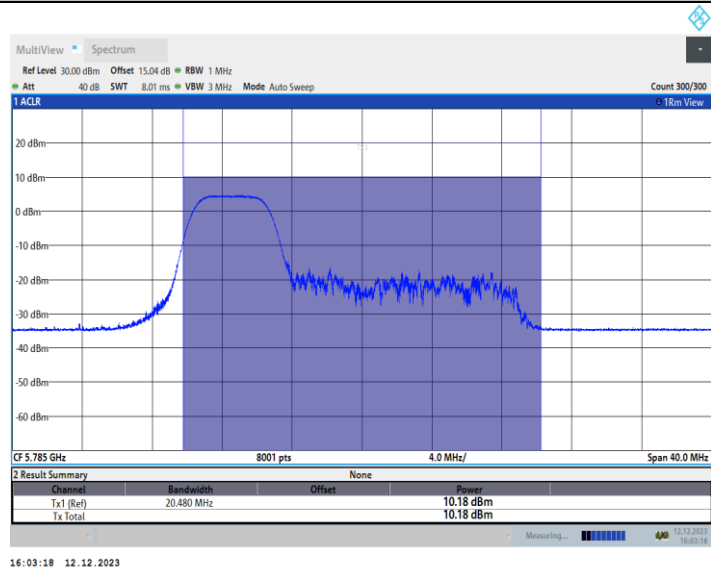 MultiView Spectrum
Ref Level 30.00 dBm Offset 15.04 dB RBW 1 MHz
Att 40 dB SWT 8.01 ms VBW 3 MHz Mode Auto Sweep Count 300/300
1 ACLR 1Rm View
20 dBm
10 dBm
0 dBm
-10 dBm
-20 dBm
-30 dBm
-40 dBm
-50 dBm
-60 dBm
CF 5.785 GHz 8001 pts 4.0 MHz/ Span 40.0 MHz
2 Result Summary None
Channel Bandwidth Offset Power
Tx1 (Ref) 20.480 MHz 10.18 dBm
Tx Total 10.18 dBm
Measuring... 12.12.2023
16:03:18
16:03:18 12.12.2023